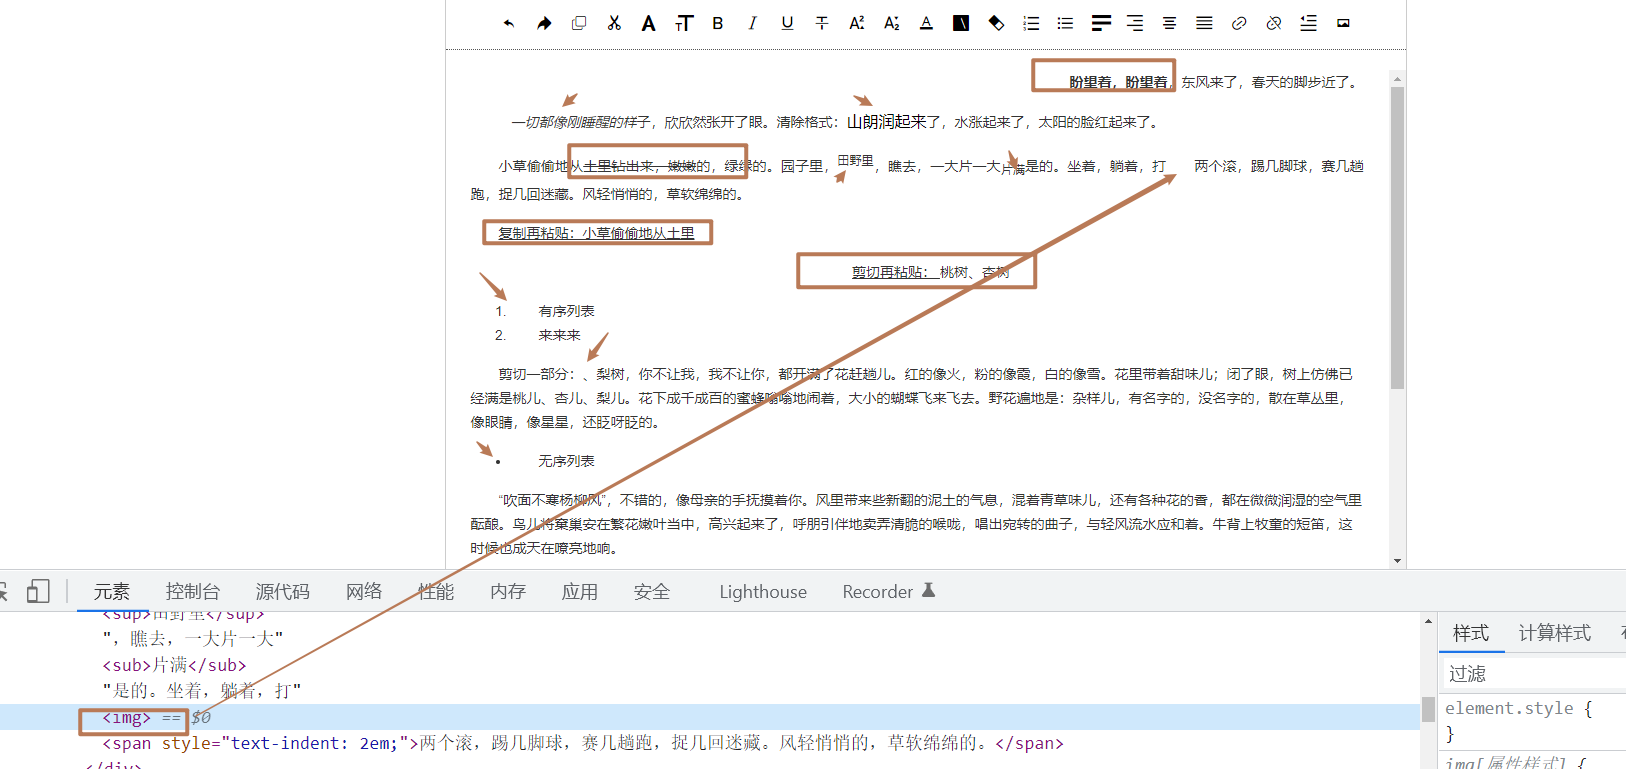 盼望着，盼望着，东风来了，春天的脚步近了。
一切都像刚睡醒的样子，欣欣然张开了眼。清除格式：山朗润起来了，水涨起来了，太阳的脸红起来了。
小草偷偷地从土里钻出来，嫩嫩的，绿绿的。园子里，田野里，瞧去，一大片一大片满是的。坐着，躺着，打 两个滚，踢几脚球，赛几趟
跑，捉几回迷藏。风轻悄悄的，草软绵绵的。
复制再粘贴：小草偷偷地从土里
剪切再粘贴：桃树、杏树
1. 有序列表
2. 来来来
剪切一部分：、梨树，你不让我，我不让你，都开满了花赶趟儿。红的像火，粉的像霞，白的像雪。花里带着甜味儿；闭了眼，树上仿佛已
经满是桃儿、杏儿、梨儿。花下成千成百的蜜蜂嗡嗡地闹着，大小的蝴蝶飞来飞去。野花遍地是：杂样儿，有名字的，没名字的，散在草丛里，
像眼睛，像星星，还眨呀眨的。
• 无序列表
“吹面不寒杨柳风”，不错的，像母亲的手抚摸着你。风里带来些新翻的泥土的气息，混着青草味儿，还有各种花的香，都在微微润湿的空气里
酝酿。鸟儿将窠巢安在繁花嫩叶当中，高兴起来了，呼朋引伴地卖弄清脆的喉咙，唱出宛转的曲子，与轻风流水应和着。牛背上牧童的短笛，这
时候也成天在嘹亮地响。
元素 控制台 源代码 网络 性能 内存 应用 安全 Lighthouse Recorder
<sup>田野里</sup>
"，瞧去，一大片一大"
<sub>片满</sub>
"是的。坐着，躺着，打"
<img> == $0
<span style="text-indent: 2em;">两个滚，踢几脚球，赛几趟跑，捉几回迷藏。风轻悄悄的，草软绵绵的。</span>
</div>
样式 计算样式
过滤
element.style {
}
img[属性样式] {